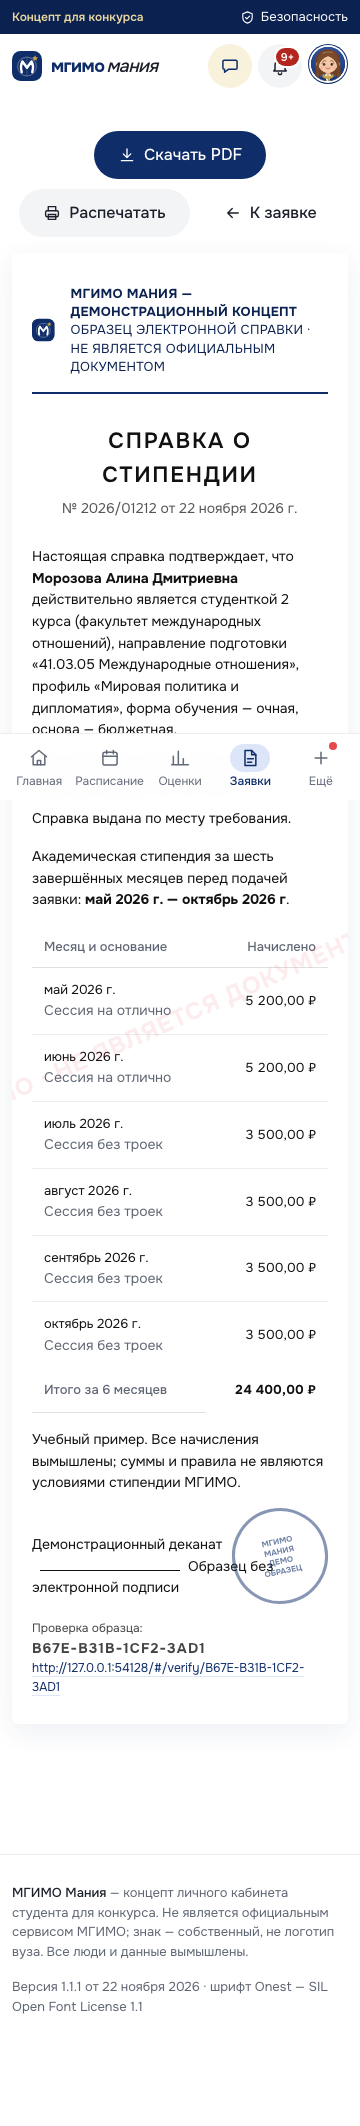 Концепт для конкурса
Безопасность
М
мгимо мания
9+
Скачать PDF
Распечатать
К заявке
М
МГИМО МАНИЯ —
ДЕМОНСТРАЦИОННЫЙ КОНЦЕПТ
ОБРАЗЕЦ ЭЛЕКТРОННОЙ СПРАВКИ ·
НЕ ЯВЛЯЕТСЯ ОФИЦИАЛЬНЫМ
ДОКУМЕНТОМ
СПРАВКА О
СТИПЕНДИИ
№ 2026/01212 от 22 ноября 2026 г.
Настоящая справка подтверждает, что
Морозова Алина Дмитриевна
действительно является студенткой 2
курса (факультет международных
отношений), направление подготовки
«41.03.05 Международные отношения»,
профиль «Мировая политика и
дипломатия», форма обучения — очная,
основа — бюджетная.
Главная
Расписание
Оценки
Заявки
Ещё
Справка выдана по месту требования.
Академическая стипендия за шесть
завершённых месяцев перед подачей
заявки: май 2026 г. — октябрь 2026 г.
Месяц и основание
Начислено
май 2026 г.
Сессия на отлично
5 200,00 ₽
июнь 2026 г.
Сессия на отлично
5 200,00 ₽
июль 2026 г.
Сессия без троек
3 500,00 ₽
август 2026 г.
Сессия без троек
3 500,00 ₽
сентябрь 2026 г.
Сессия без троек
3 500,00 ₽
октябрь 2026 г.
Сессия без троек
3 500,00 ₽
Итого за 6 месяцев
24 400,00 ₽
НЕ ЯВЛЯЕТСЯ ДОКУМЕНТ
Учебный пример. Все начисления
вымышлены; суммы и правила не являются
условиями стипендии МГИМО.
Демонстрационный деканат
Образец без
электронной подписи
МГИМО
МАНИЯ
ДЕМО
ОБРАЗЕЦ
Проверка образца:
B67E-B31B-1CF2-3AD1
http://127.0.0.1:54128/#/verify/B67E-B31B-1CF2-
3AD1
МГИМО Мания — концепт личного кабинета
студента для конкурса. Не является официальным
сервисом МГИМО; знак — собственный, не логотип
вуза. Все люди и данные вымышлены.
Версия 1.1.1 от 22 ноября 2026 · шрифт Onest — SIL
Open Font License 1.1